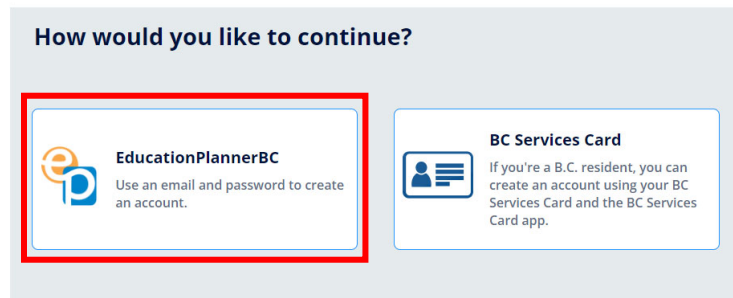 How would you like to continue?
ep
EducationPlannerBC
Use an email and password to create
an account.
BC Services Card
If you're a B.C. resident, you can
create an account using your BC
Services Card and the BC Services
Card app.